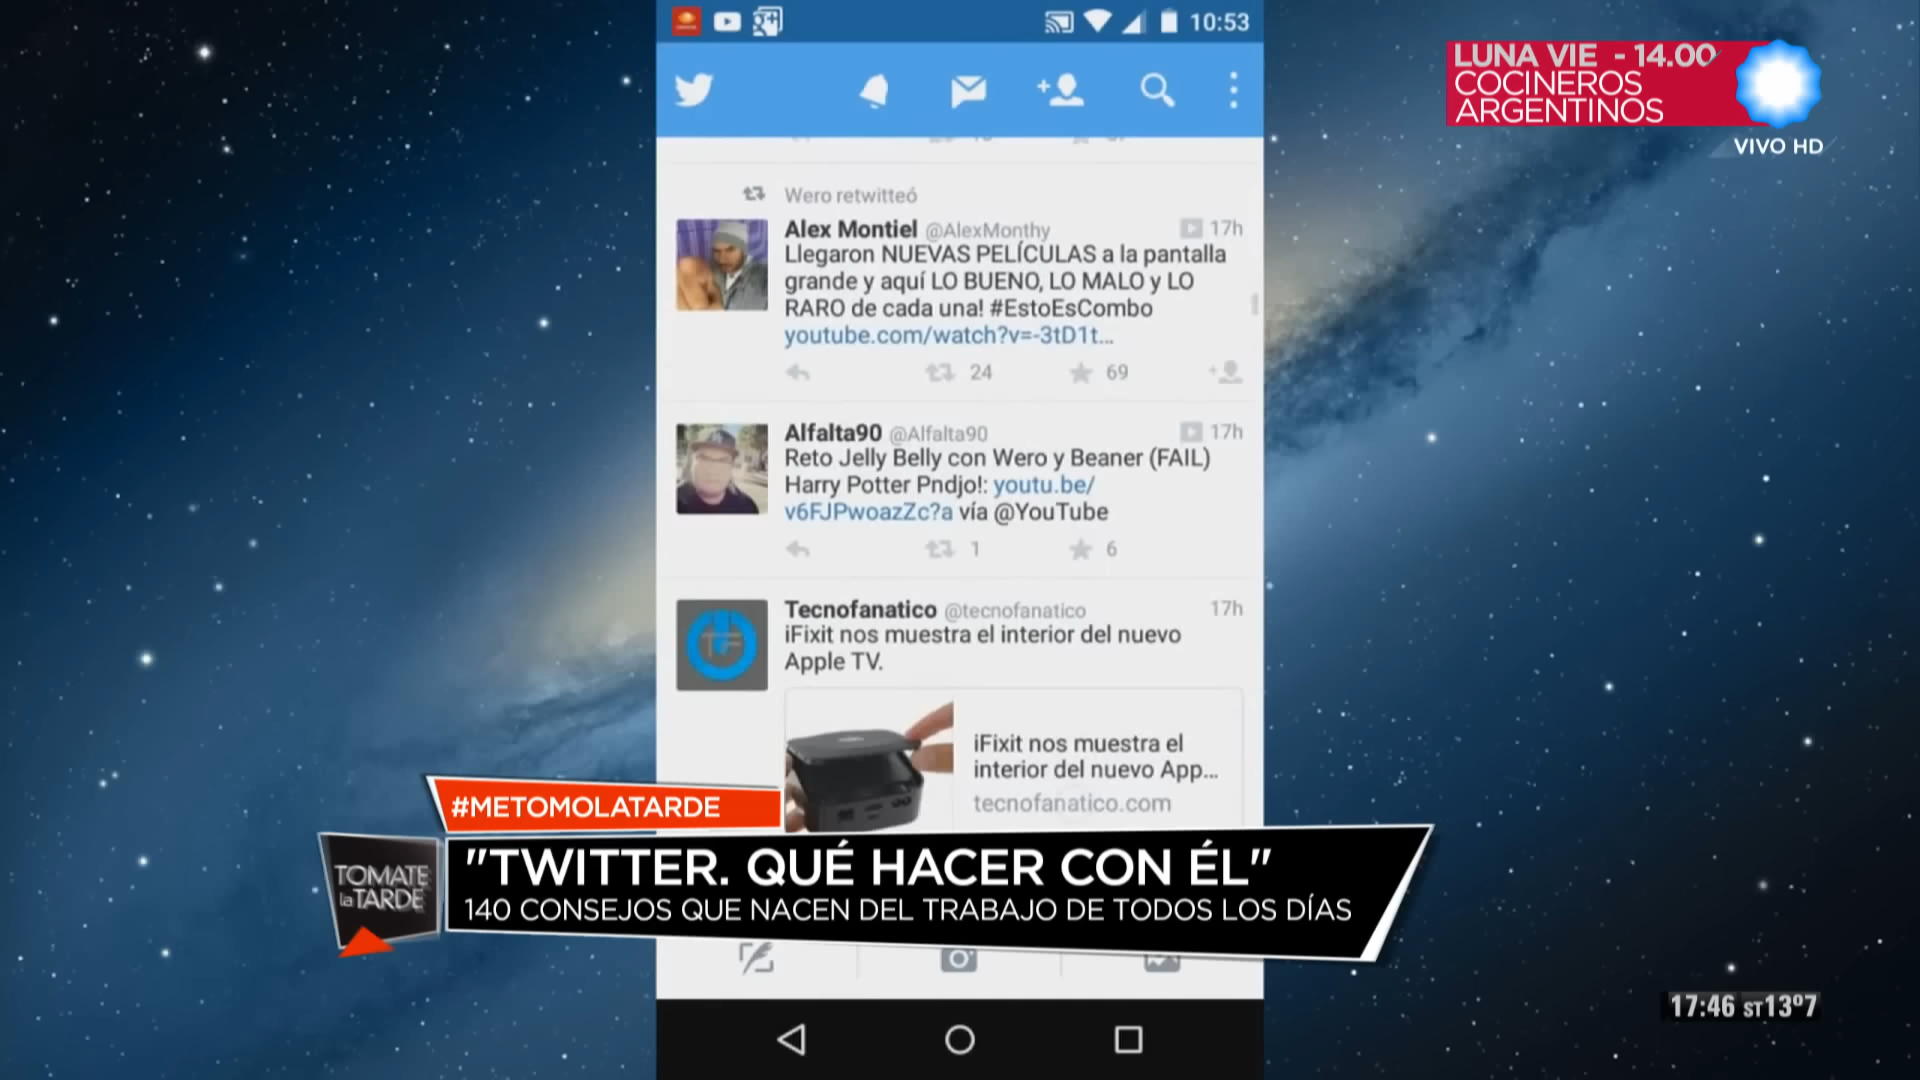 10:53
LUNA VIE - 14.00
COCINEROS
ARGENTINOS
VIVO HD
Wero retwitteó
Alex Montiel @AlexMonthy 17h
Llegaron NUEVAS PELÍCULAS a la pantalla
grande y aquí LO BUENO, LO MALO y LO
RARO de cada una! #EstoEsCombo
youtube.com/watch?v=-3tD1t...
24 69
Alfalta90 @Alfalta90 17h
Reto Jelly Belly con Wero y Beaner (FAIL)
Harry Potter Pndjo!: youtu.be/
v6FJPwoazZc?a vía @YouTube
1 6
Tecnofanatico @tecnofanatico 17h
iFixit nos muestra el interior del nuevo
Apple TV.
iFixit nos muestra el
interior del nuevo App...
tecnofanatico.com
#METOMOLATARDE
TOMATE
la TARDE
"TWITTER. QUÉ HACER CON ÉL"
140 CONSEJOS QUE NACEN DEL TRABAJO DE TODOS LOS DÍAS
17:46 ST13º7